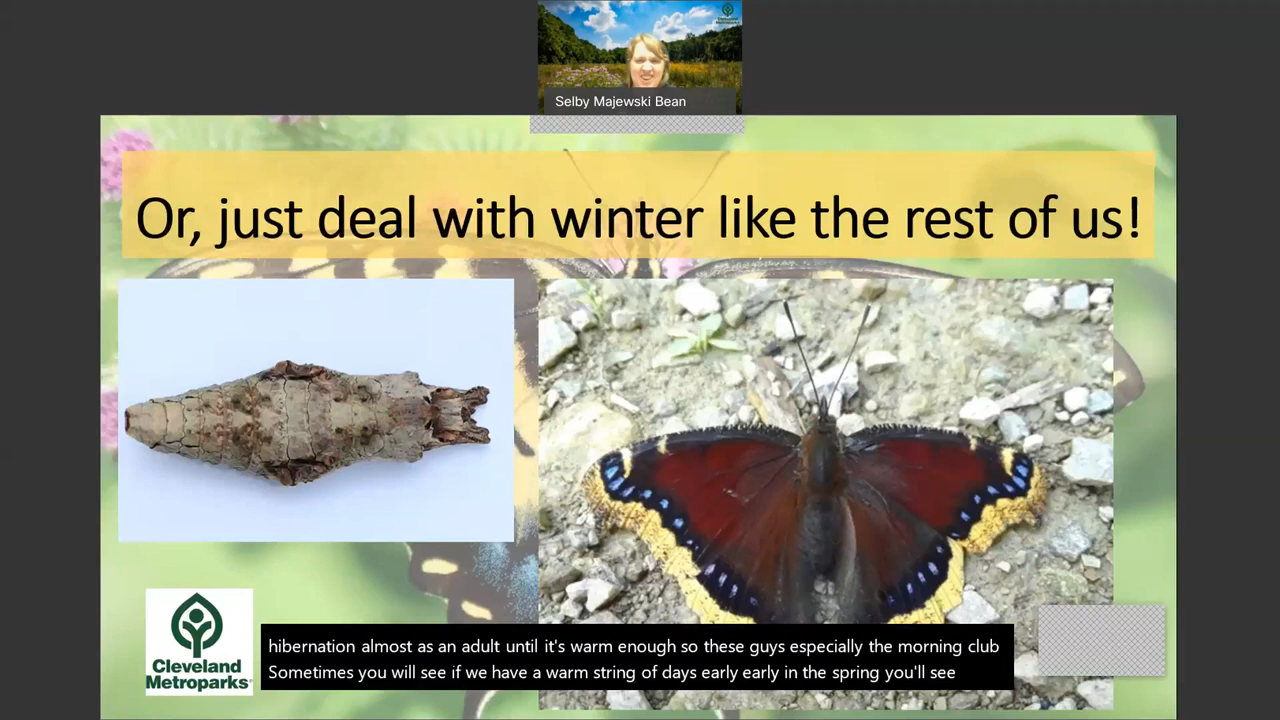 Cleveland
Metroparks
Selby Majewski Bean
Or, just deal with winter like the rest of us!
Cleveland
Metroparks
hibernation almost as an adult until it's warm enough so these guys especially the morning club
Sometimes you will see if we have a warm string of days early early in the spring you'll see